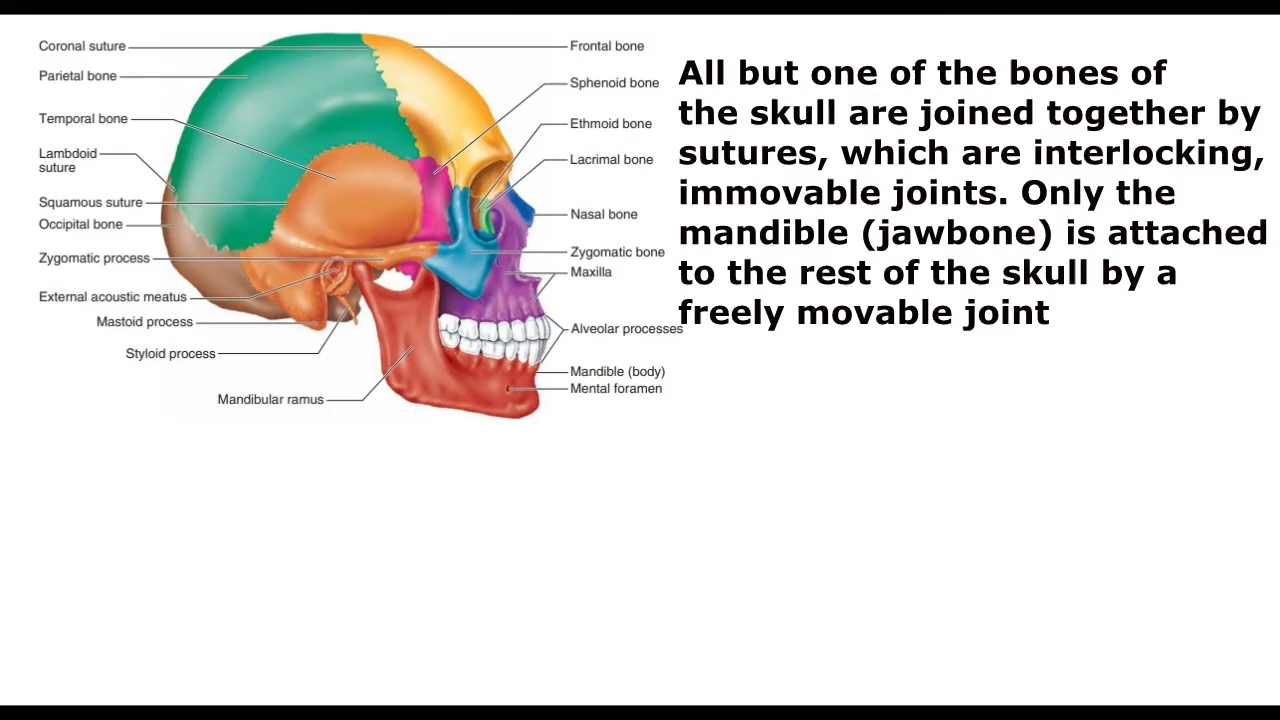 Coronal suture
Parietal bone
Temporal bone
Lambdoid
suture
Squamous suture
Occipital bone
Zygomatic process
External acoustic meatus
Mastoid process
Styloid process
Mandibular ramus
Frontal bone
Sphenoid bone
Ethmoid bone
Lacrimal bone
Nasal bone
Zygomatic bone
Maxilla
Alveolar processes
Mandible (body)
Mental foramen
All but one of the bones of
the skull are joined together by
sutures, which are interlocking,
immovable joints. Only the
mandible (jawbone) is attached
to the rest of the skull by a
freely movable joint